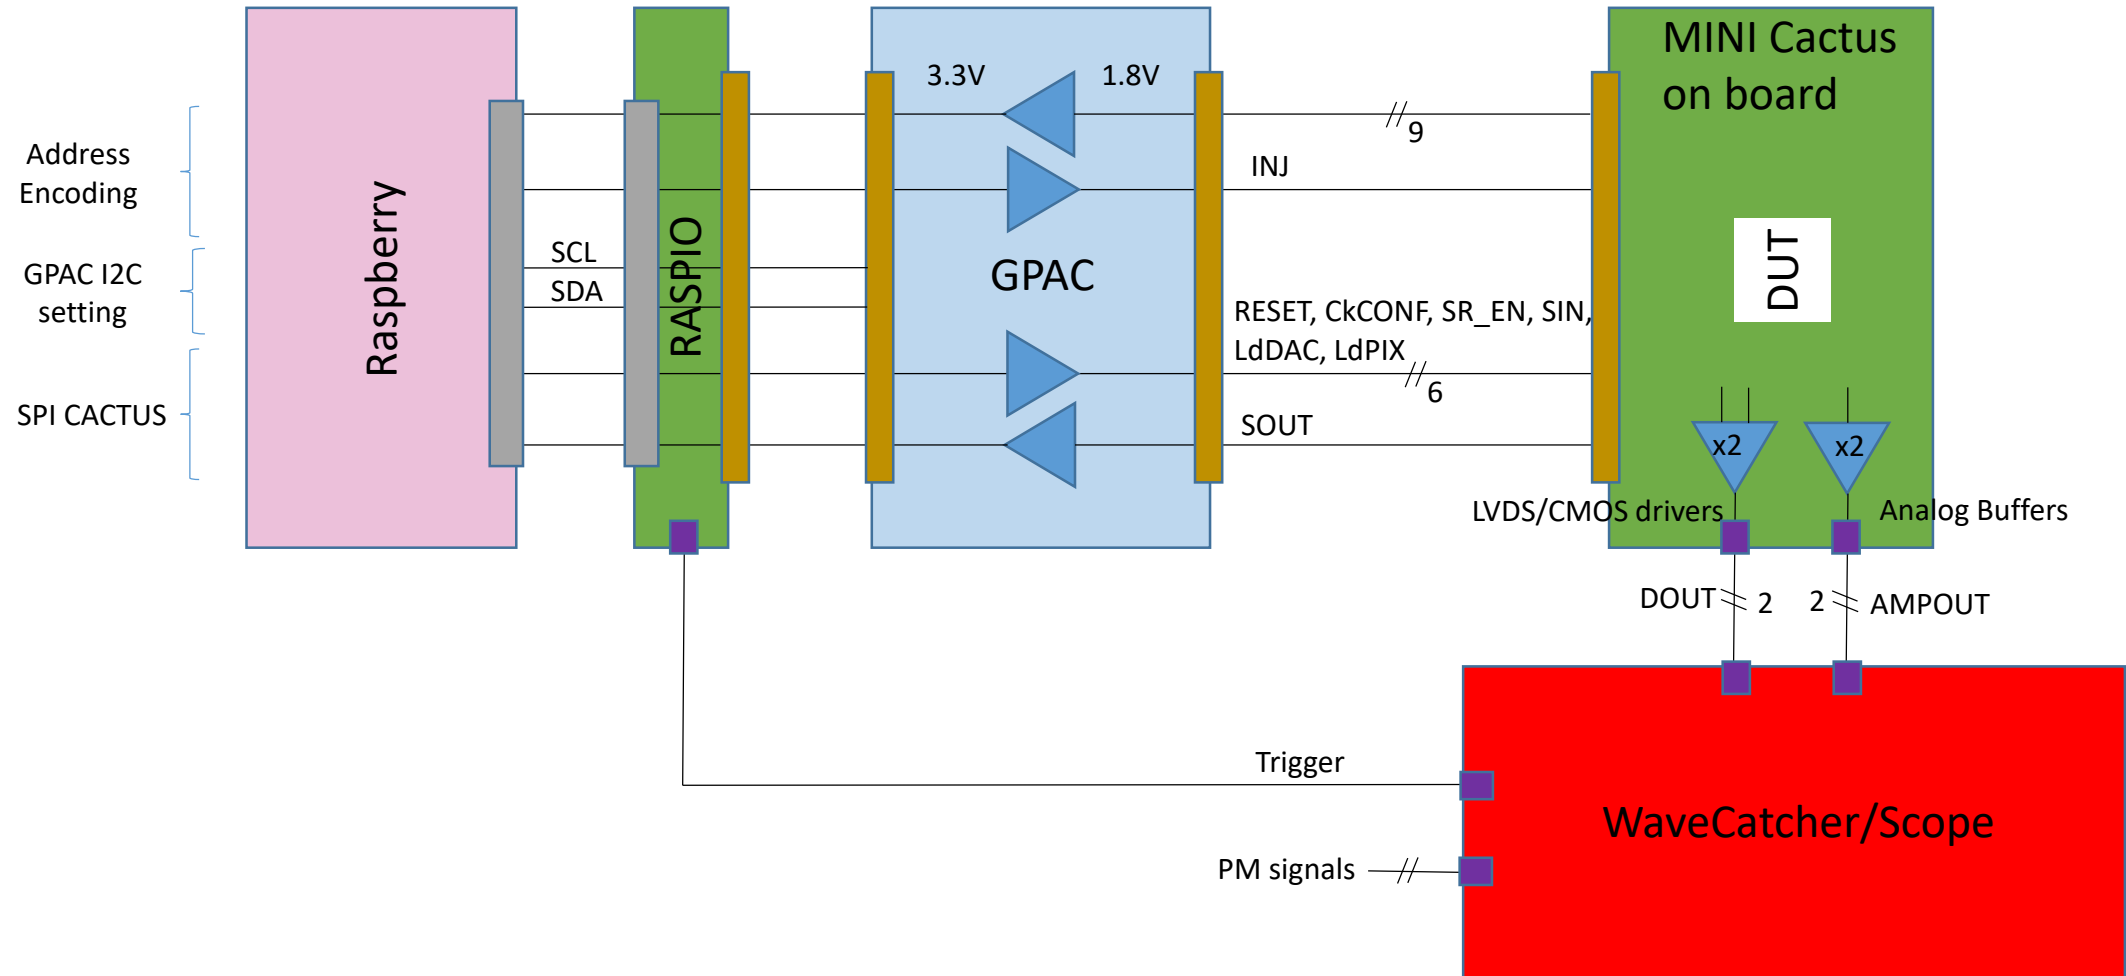 MINI Cactus
on board
3.3V
1.8V
9
Address
Encoding
INJ
Raspberry
RASPIO
SCL
SDA
GPAC
DUT
GPAC I2C
setting
RESET, CkCONF, SR_EN, SIN,
LdDAC, LdPIX
6
SPI CACTUS
SOUT
x2
x2
LVDS/CMOS drivers
Analog Buffers
DOUT
2
2
AMPOUT
Trigger
WaveCatcher/Scope
PM signals